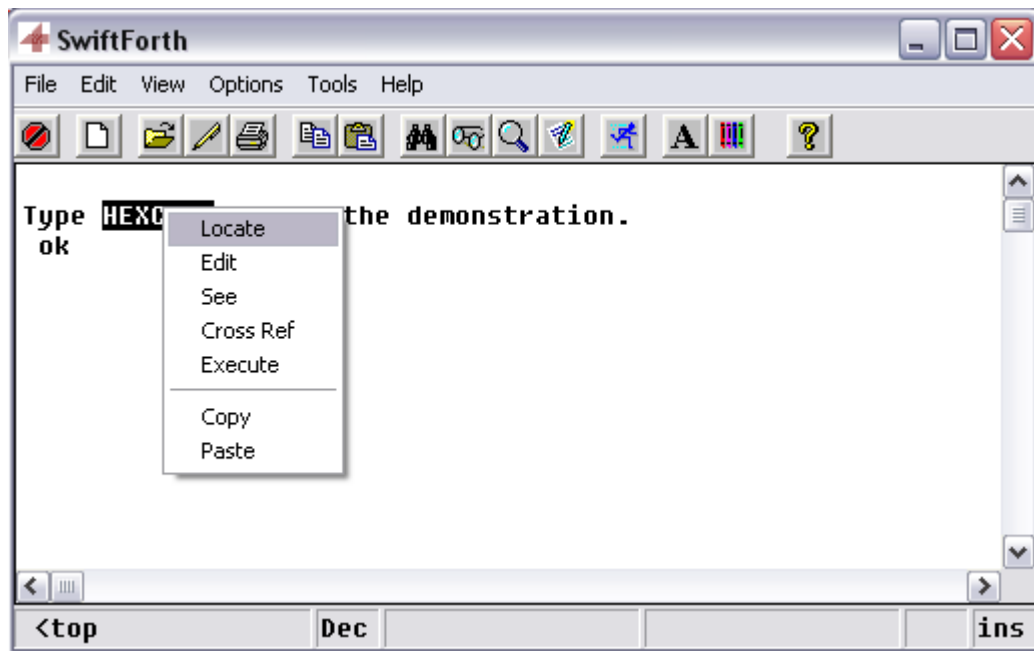 SwiftForth
File Edit View Options Tools Help
Type the demonstration.
ok
Locate
Edit
See
Cross Ref
Execute
Copy
Paste
<top Dec ins